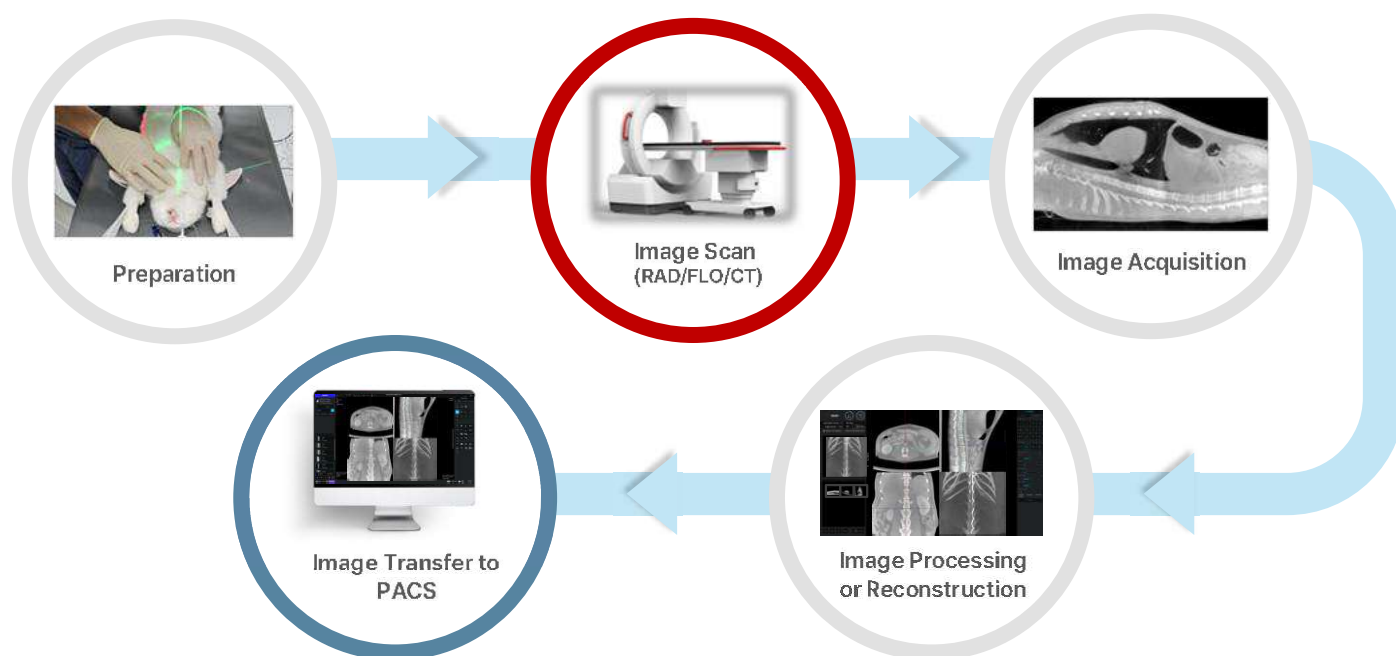 Preparation
Image Scan
(RAD/FLO/CT)
Image Acquisition
Image Processing
or Reconstruction
Image Transfer to
PACS